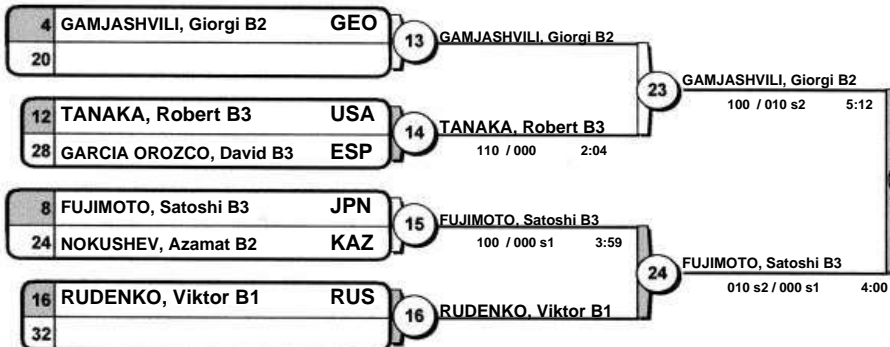 4 GAMJASHVILI, Giorgi B2 GEO
20
13
GAMJASHVILI, Giorgi B2
12 TANAKA, Robert B3 USA
28 GARCIA OROZCO, David B3 ESP
14
TANAKA, Robert B3
110 / 000 2:04
23
GAMJASHVILI, Giorgi B2
100 / 010 s2 5:12
8 FUJIMOTO, Satoshi B3 JPN
24 NOKUSHEV, Azamat B2 KAZ
15
FUJIMOTO, Satoshi B3
100 / 000 s1 3:59
16 RUDENKO, Viktor B1 RUS
32
16
RUDENKO, Viktor B1
24
FUJIMOTO, Satoshi B3
010 s2 / 000 s1 4:00